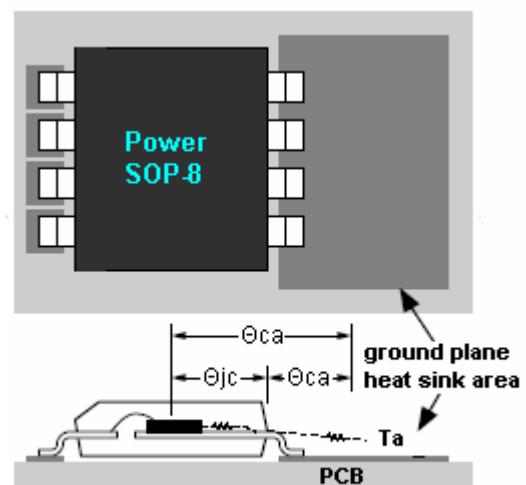 Power
SOP-8
Θca
Θjc
Θca
ground plane
heat sink area
Ta
PCB